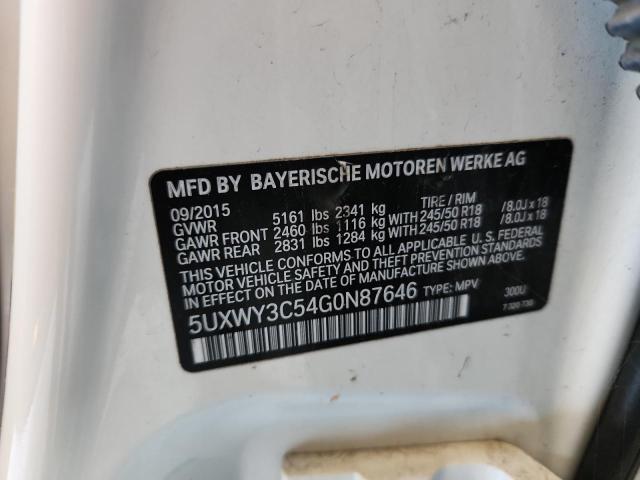 MFD BY BAYERISCHE MOTOREN WERKE AG
09/2015 TIRE / RIM
GVWR 5161 lbs 2341 kg
GAWR FRONT 2460 lbs 1116 kg WITH 245/50 R18 /8.0J x 18
GAWR REAR 2831 lbs 1284 kg WITH 245/50 R18 /8.0J x 18
THIS VEHICLE CONFORMS TO ALL APPLICABLE U.S. FEDERAL
MOTOR VEHICLE SAFETY AND THEFT PREVENTION STANDARDS
IN EFFECT ON THE DATE OF MANUFACTURE SHOWN ABOVE.
5UXWY3C54G0N87646 TYPE: MPV 300U
7 320 730